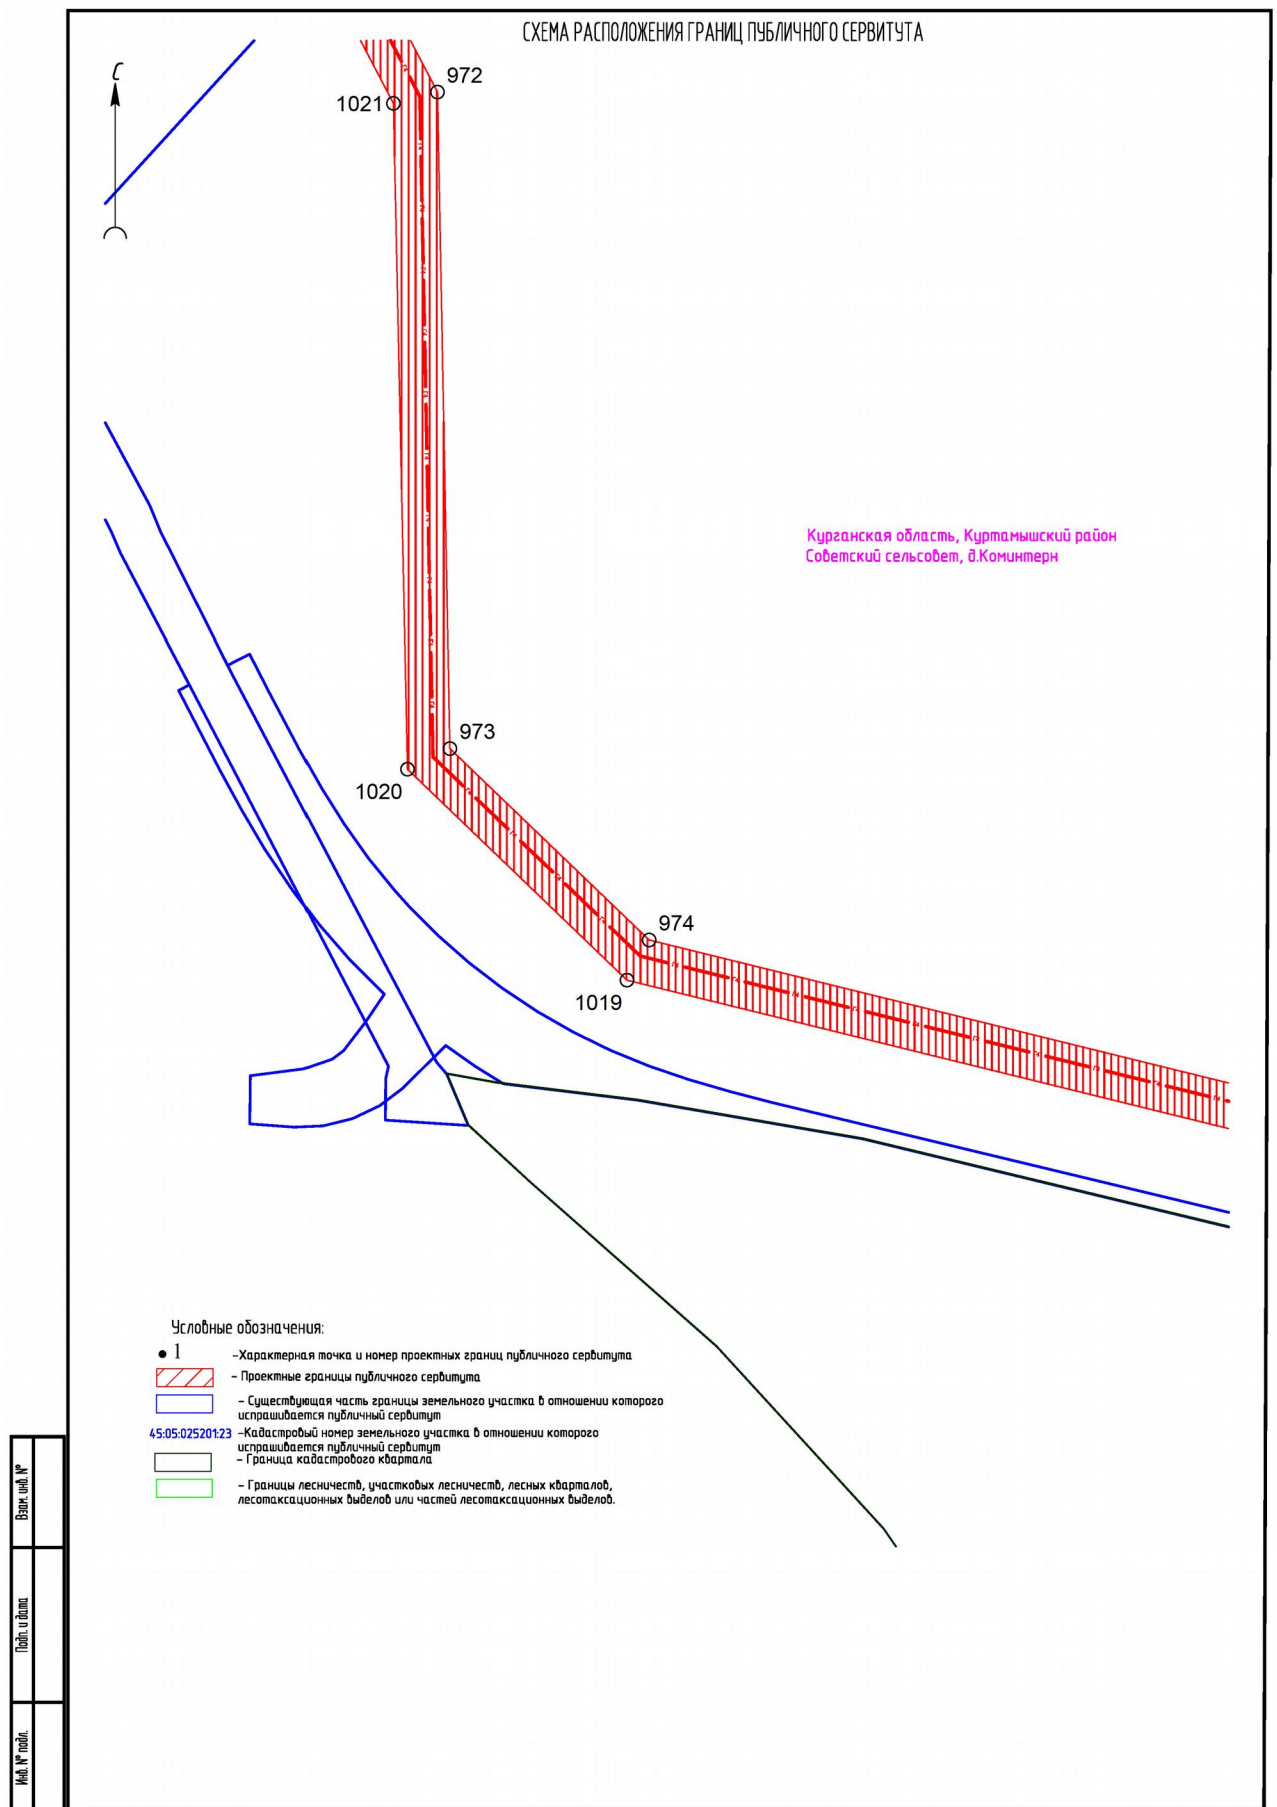 СХЕМА РАСПОЛОЖЕНИЯ ГРАНИЦ ПУБЛИЧНОГО СЕРВИТУТА
С
972
1021
Курганская область, Куртамышский район
Советский сельсовет, д.Коминтерн
973
1020
974
1019
Условные обозначения:
1 -Характерная точка и номер проектных границ публичного сервитута
- Проектные границы публичного сервитута
- Существующая часть границы земельного участка в отношении которого
испрашивается публичный сервитут
45:05:025201:23 -Кадастровый номер земельного участка в отношении которого
испрашивается публичный сервитут
- Граница кадастрового квартала
- Границы лесничеств, участковых лесничеств, лесных кварталов,
лесотаксационных выделов или частей лесотаксационных выделов.
Взам. инв. №
Подп. и дата
Инв. № подл.